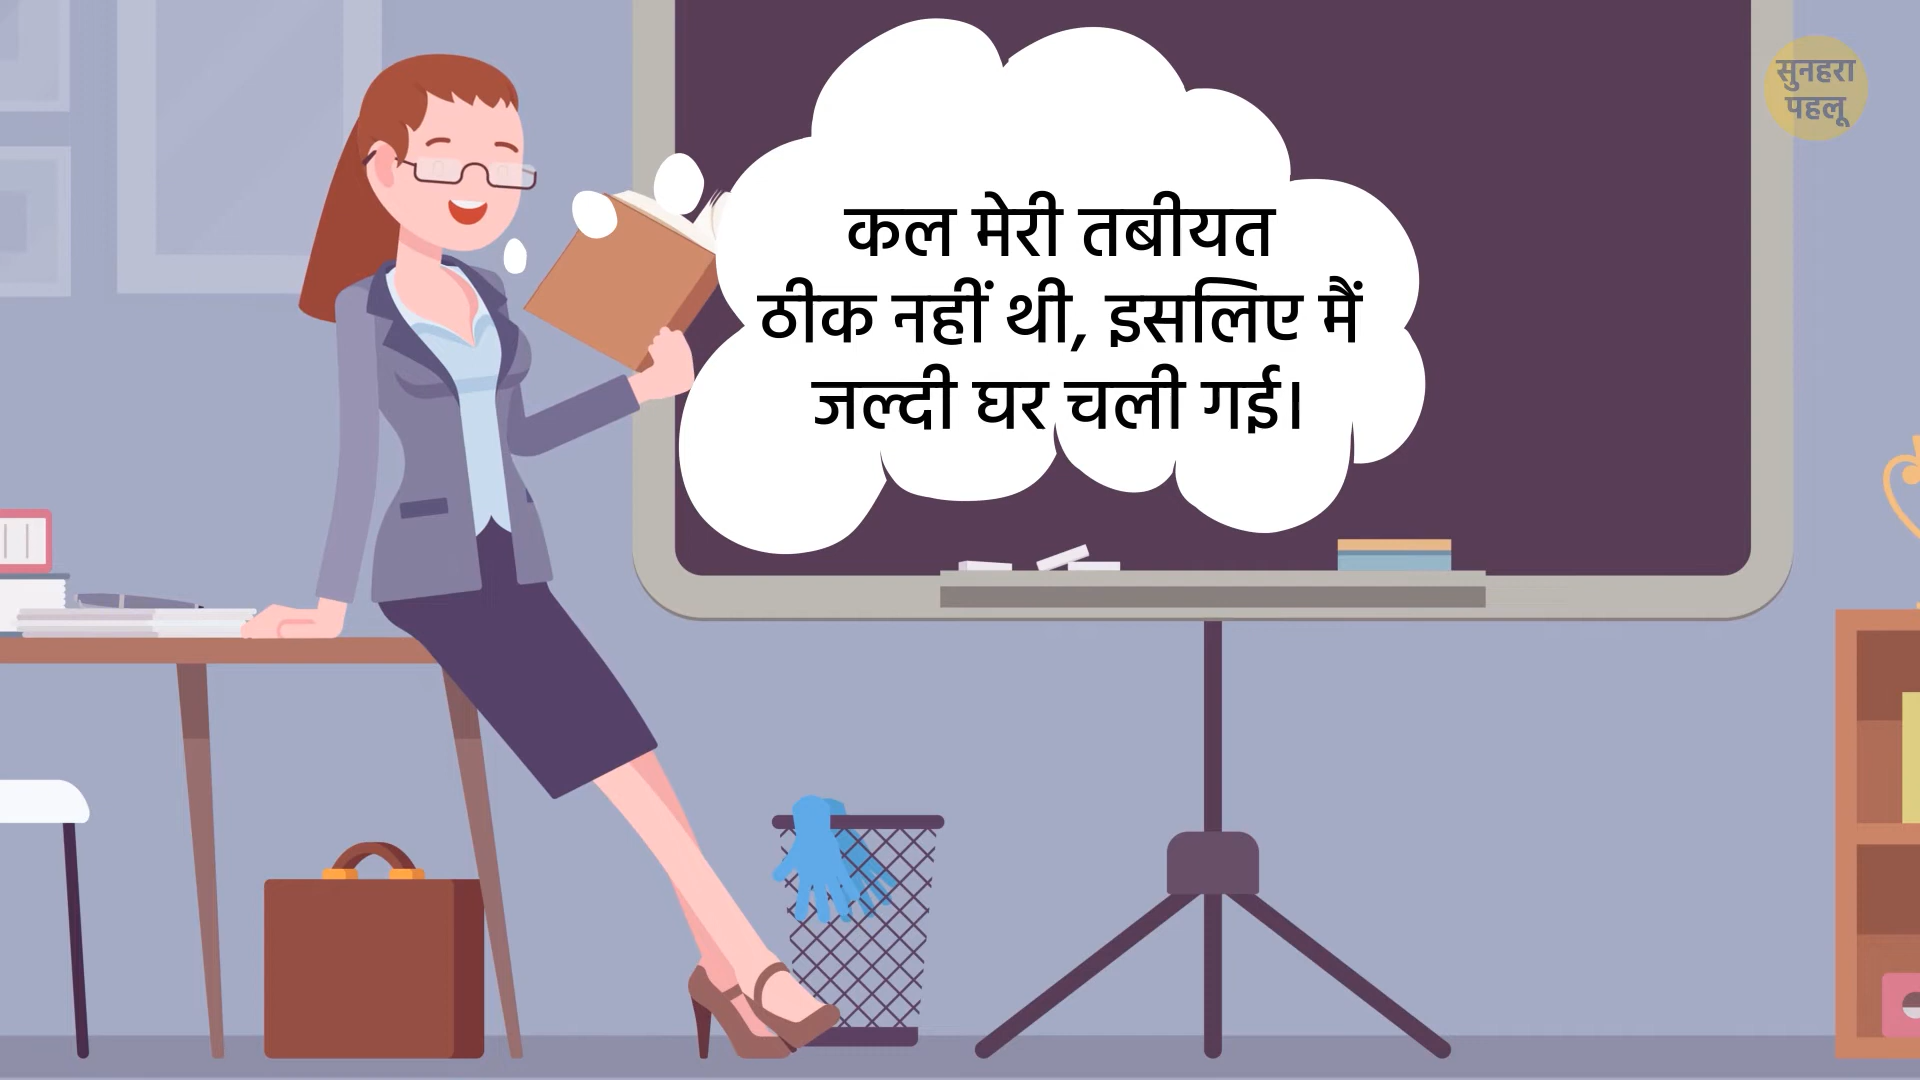 कल मेरी तबीयत
ठीक नहीं थी, इसलिए मैं
जल्दी घर चली गई।
सुनहरा
पहलू